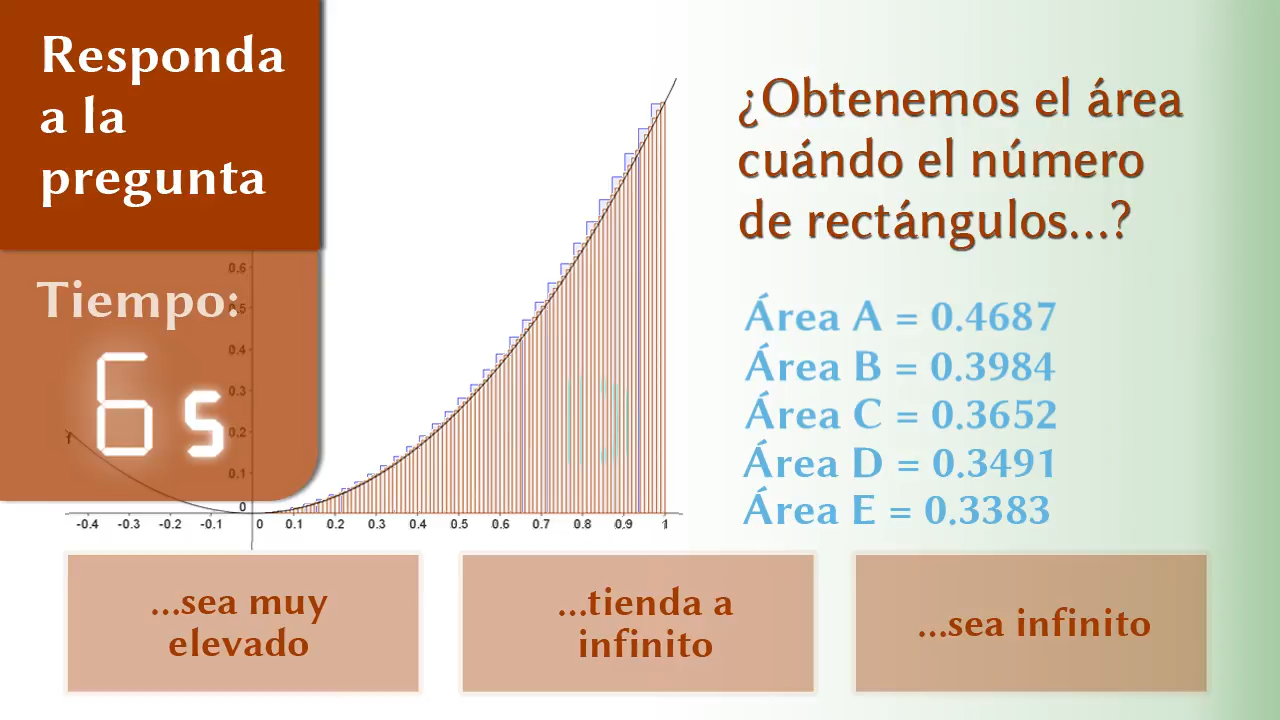 Responda
a la
pregunta
Tiempo:
6 s
¿Obtenemos el área
cuándo el número
de rectángulos...?
Área A = 0.4687
Área B = 0.3984
Área C = 0.3652
Área D = 0.3491
Área E = 0.3383
0.6
0.5
0.4
0.3
0.2
0.1
0
f
-0.4 -0.3 -0.2 -0.1 0 0.1 0.2 0.3 0.4 0.5 0.6 0.7 0.8 0.9 1
...sea muy
elevado
...tienda a
infinito
...sea infinito